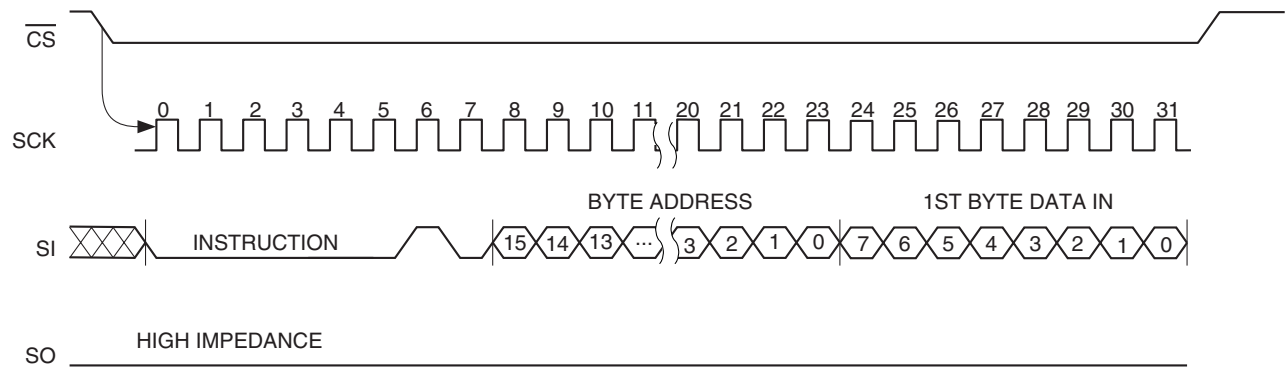 CS
0 1 2 3 4 5 6 7 8 9 10 11 20 21 22 23 24 25 26 27 28 29 30 31
SCK
BYTE ADDRESS 1ST BYTE DATA IN
SI INSTRUCTION 15 14 13 ... 3 2 1 0 7 6 5 4 3 2 1 0
HIGH IMPEDANCE
SO